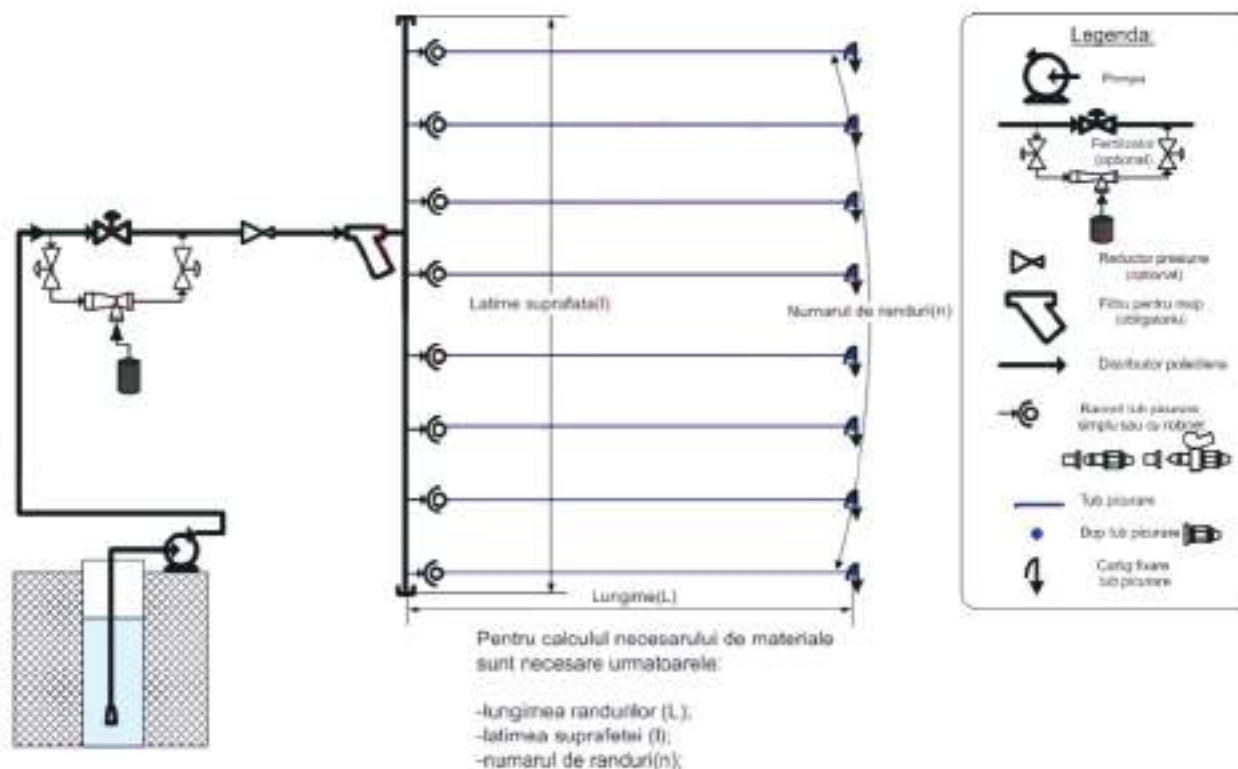 Latime suprafata(l)
Numarul de randuri(n)
Lungime(L)
Pentru calculul necesarului de materiale
sunt necesare urmatoarele:
-lungimea randurilor (L);
-latimea suprafetei (l);
-numarul de randuri(n);
Legenda:
Pompa
Fertilizator
(optional)
Reductor presiune
(optional)
Filtru pentru nisip
(obligatoriu)
Distribuitor polietilena
Racord tub picurare
simplu sau cu robinet
Tub picurare
Dop tub picurare
Carlig fixare
tub picurare